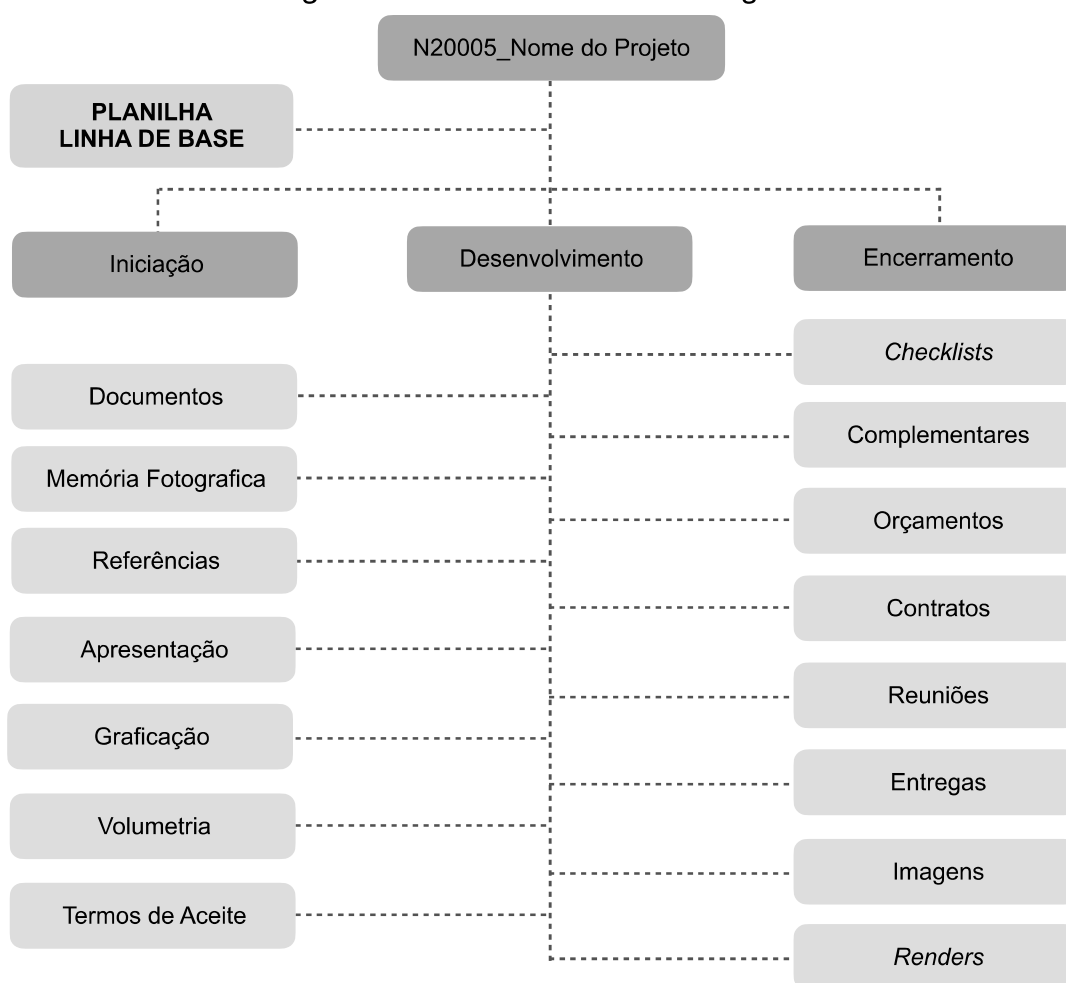 N20005_Nome do Projeto
PLANILHA
LINHA DE BASE
Iniciação
Desenvolvimento
Encerramento
Checklists
Documentos
Complementares
Memória Fotografica
Orçamentos
Referências
Contratos
Apresentação
Reuniões
Graficação
Entregas
Volumetria
Imagens
Termos de Aceite
Renders